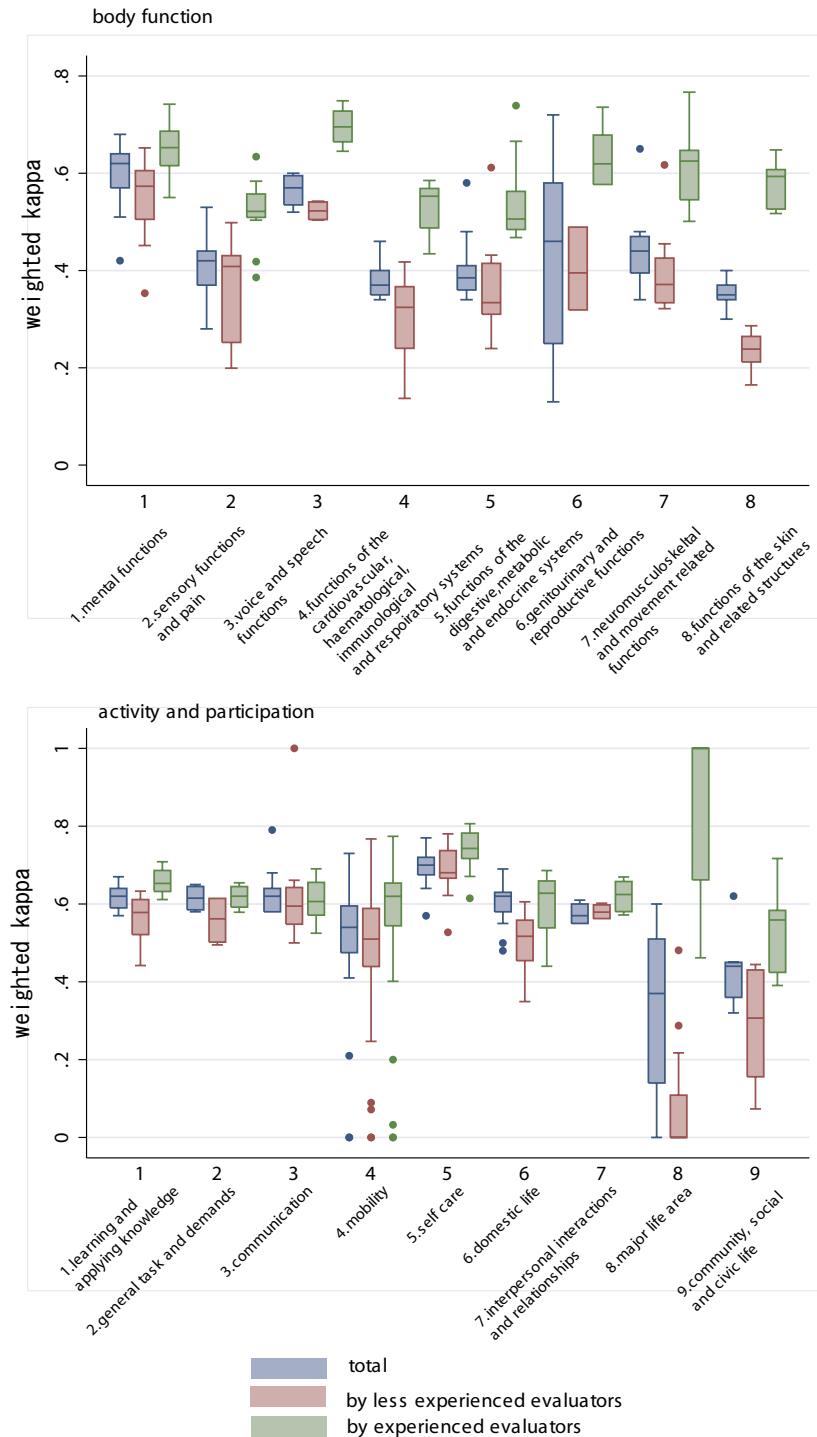 body function
weighted kappa
.8
.6
.4
.2
0
1
2
3
4
5
6
7
8
1.mental functions
2.sensory functions
and pain
3.voice and speech
functions
4.functions of the
cardiovascular,
haematological,
immunological
and respoiratory systems
5.functions of the
digestive,metabolic
and endocrine systems
6.genitourinary and
reproductive functions
7.neuromusculoskeltal
and movement related
functions
8.functions of the skin
and related structures
activity and participation
weighted kappa
1
.8
.6
.4
.2
0
1
2
3
4
5
6
7
8
9
1.learning and
applying knowledge
2.general task and demands
3.communication
4.mobility
5.self care
6.domestic life
7.interpersonal interactions
and relationships
8.major life area
9.community, social
and civic life
total
by less experienced evaluators
by experienced evaluators